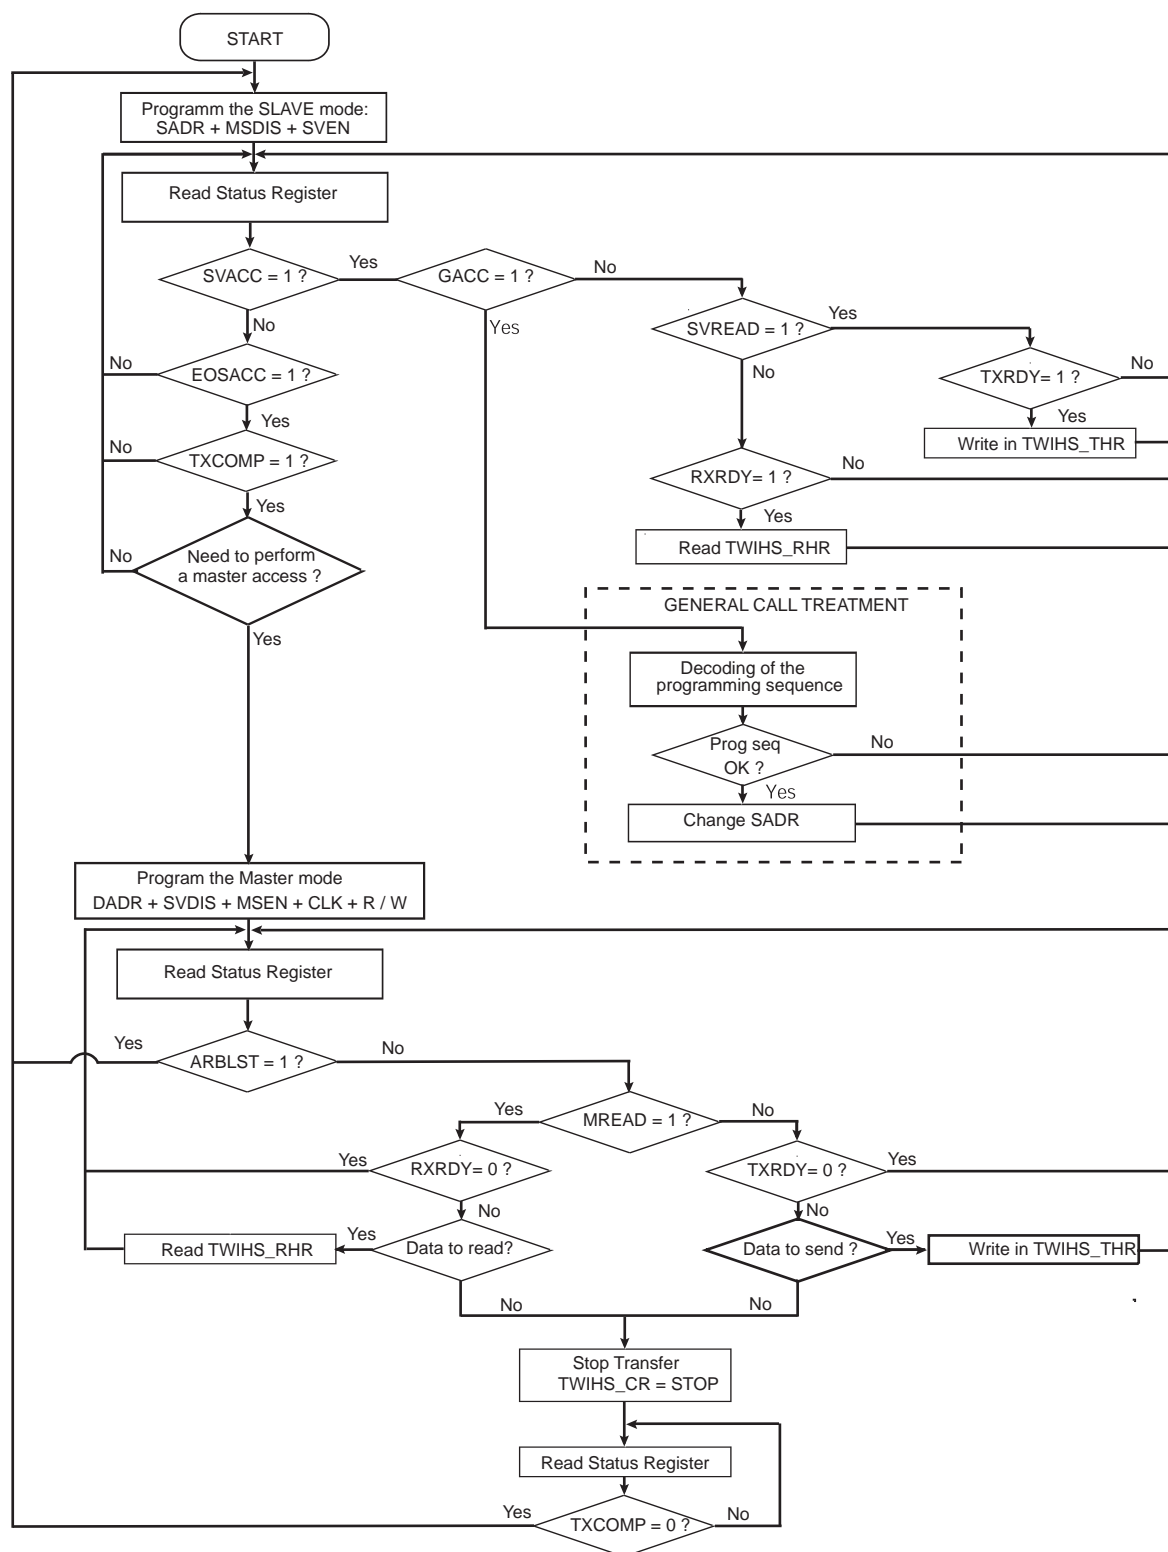 START
Programm the SLAVE mode:
SADR + MSDIS + SVEN
Read Status Register
SVACC = 1 ?
Yes
GACC = 1 ?
No
No
Yes
SVREAD = 1 ?
Yes
No
EOSACC = 1 ?
No
TXRDY= 1 ?
No
Yes
Yes
No
TXCOMP = 1 ?
Write in TWIHS_THR
RXRDY= 1 ?
No
Yes
Yes
No
Need to perform
a master access ?
Read TWIHS_RHR
GENERAL CALL TREATMENT
Yes
Decoding of the
programming sequence
Prog seq
OK ?
No
Yes
Change SADR
Program the Master mode
DADR + SVDIS + MSEN + CLK + R / W
Read Status Register
Yes
ARBLST = 1 ?
No
Yes
MREAD = 1 ?
No
Yes
RXRDY= 0 ?
TXRDY= 0 ?
Yes
No
No
Read TWIHS_RHR
Yes
Data to read?
Data to send ?
Yes
Write in TWIHS_THR
No
No
Stop Transfer
TWIHS_CR = STOP
Read Status Register
Yes
TXCOMP = 0 ?
No